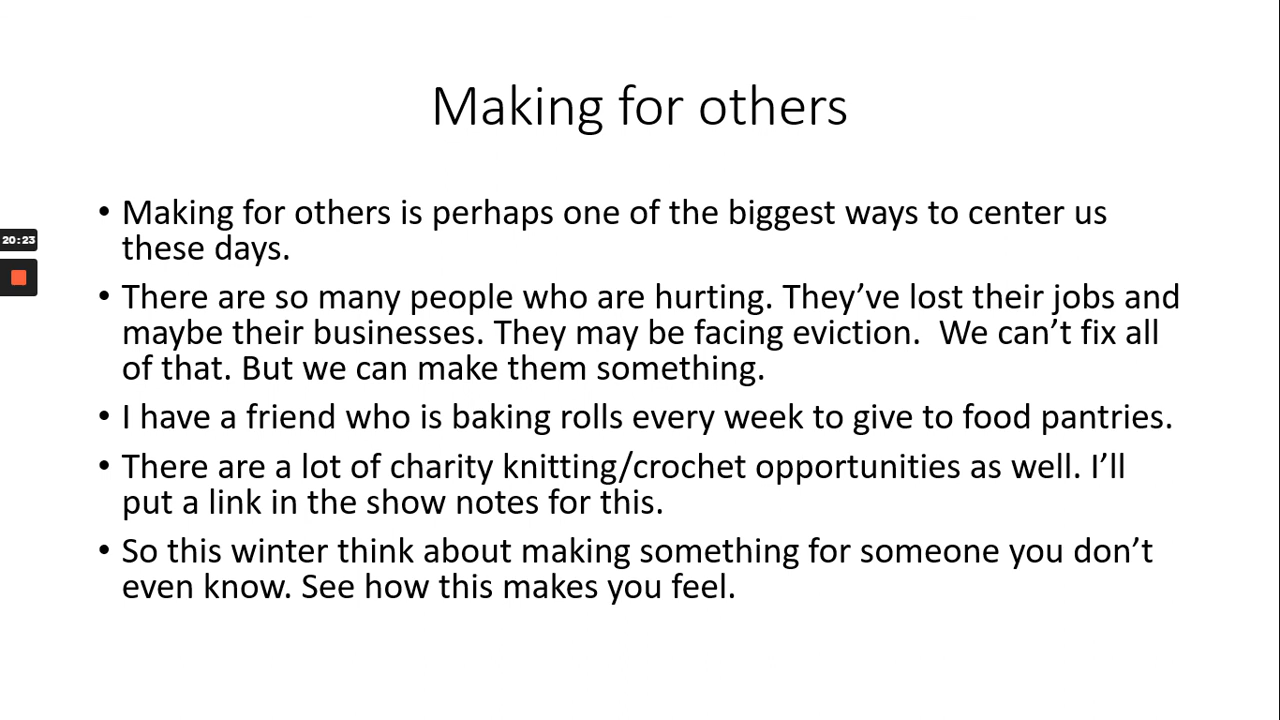 Making for others
• Making for others is perhaps one of the biggest ways to center us
these days.
• There are so many people who are hurting. They’ve lost their jobs and
maybe their businesses. They may be facing eviction.  We can’t fix all
of that. But we can make them something.
• I have a friend who is baking rolls every week to give to food pantries.
• There are a lot of charity knitting/crochet opportunities as well. I’ll
put a link in the show notes for this.
• So this winter think about making something for someone you don’t
even know. See how this makes you feel.
20:23